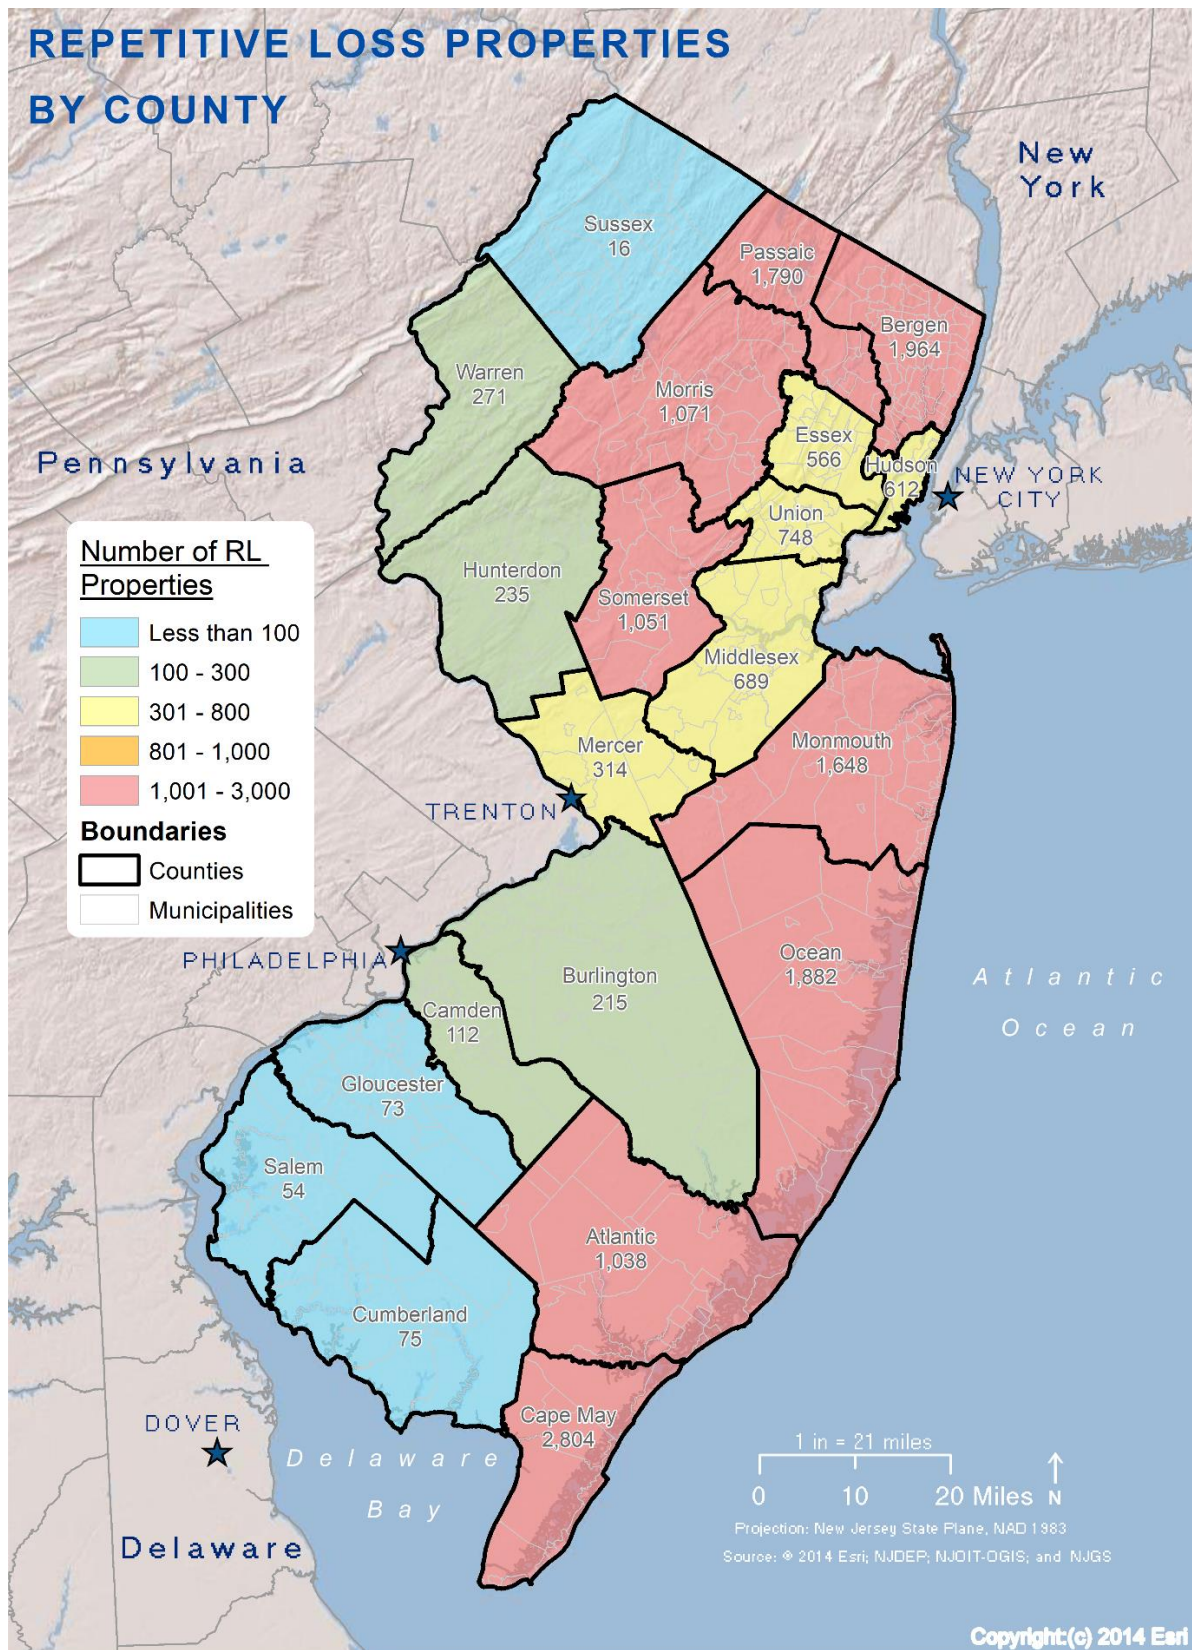 REPETITIVE LOSS PROPERTIES
BY COUNTY
New
York
Sussex
16
Passaic
1,790
Bergen
1,964
Warren
271
Morris
1,071
Essex
566
Hudson
612
Pennsylvania
NEW YORK
CITY
Union
748
Number of RL
Properties
Less than 100
100 - 300
301 - 800
801 - 1,000
1,001 - 3,000
Boundaries
Counties
Municipalities
Hunterdon
235
Somerset
1,051
Middlesex
689
Mercer
314
Monmouth
1,648
TRENTON
PHILADELPHIA
Burlington
215
Ocean
1,882
Atlantic
Ocean
Camden
112
Gloucester
73
Salem
54
Atlantic
1,038
Cumberland
75
Cape May
2,804
DOVER
Delaware
Bay
Delaware
1 in = 21 miles
0 10 20 Miles N
Projection: New Jersey State Plane, NAD 1983
Source: © 2014 Esri; NJDEP; NJOIT-OGIS; and NJGS
Copyright:(c) 2014 Esri